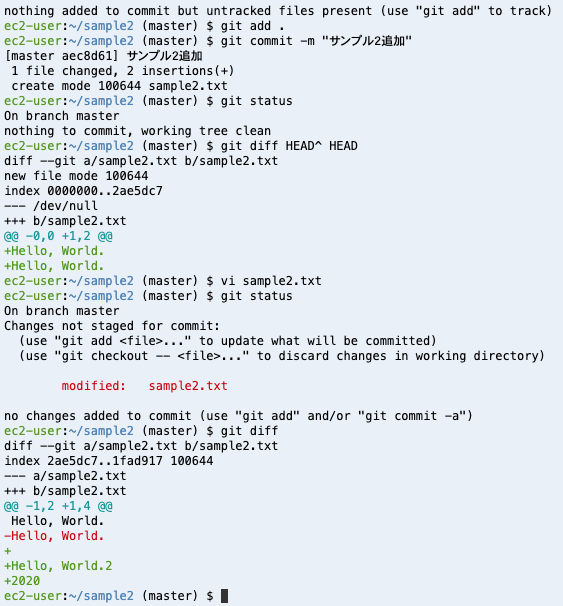 nothing added to commit but untracked files present (use "git add" to track)
ec2-user:~/sample2 (master) $ git add .
ec2-user:~/sample2 (master) $ git commit -m "サンプル2追加"
[master aec8d61] サンプル2追加
 1 file changed, 2 insertions(+)
 create mode 100644 sample2.txt
ec2-user:~/sample2 (master) $ git status
On branch master
nothing to commit, working tree clean
ec2-user:~/sample2 (master) $ git diff HEAD^ HEAD
diff --git a/sample2.txt b/sample2.txt
new file mode 100644
index 0000000..2ae5dc7
--- /dev/null
+++ b/sample2.txt
@@ -0,0 +1,2 @@
+Hello, World.
+Hello, World.
ec2-user:~/sample2 (master) $ vi sample2.txt
ec2-user:~/sample2 (master) $ git status
On branch master
Changes not staged for commit:
  (use "git add <file>..." to update what will be committed)
  (use "git checkout -- <file>..." to discard changes in working directory)
        modified:   sample2.txt
no changes added to commit (use "git add" and/or "git commit -a")
ec2-user:~/sample2 (master) $ git diff
diff --git a/sample2.txt b/sample2.txt
index 2ae5dc7..1fad917 100644
--- a/sample2.txt
+++ b/sample2.txt
@@ -1,2 +1,4 @@
 Hello, World.
-Hello, World.
+
+Hello, World.2
+2020
ec2-user:~/sample2 (master) $